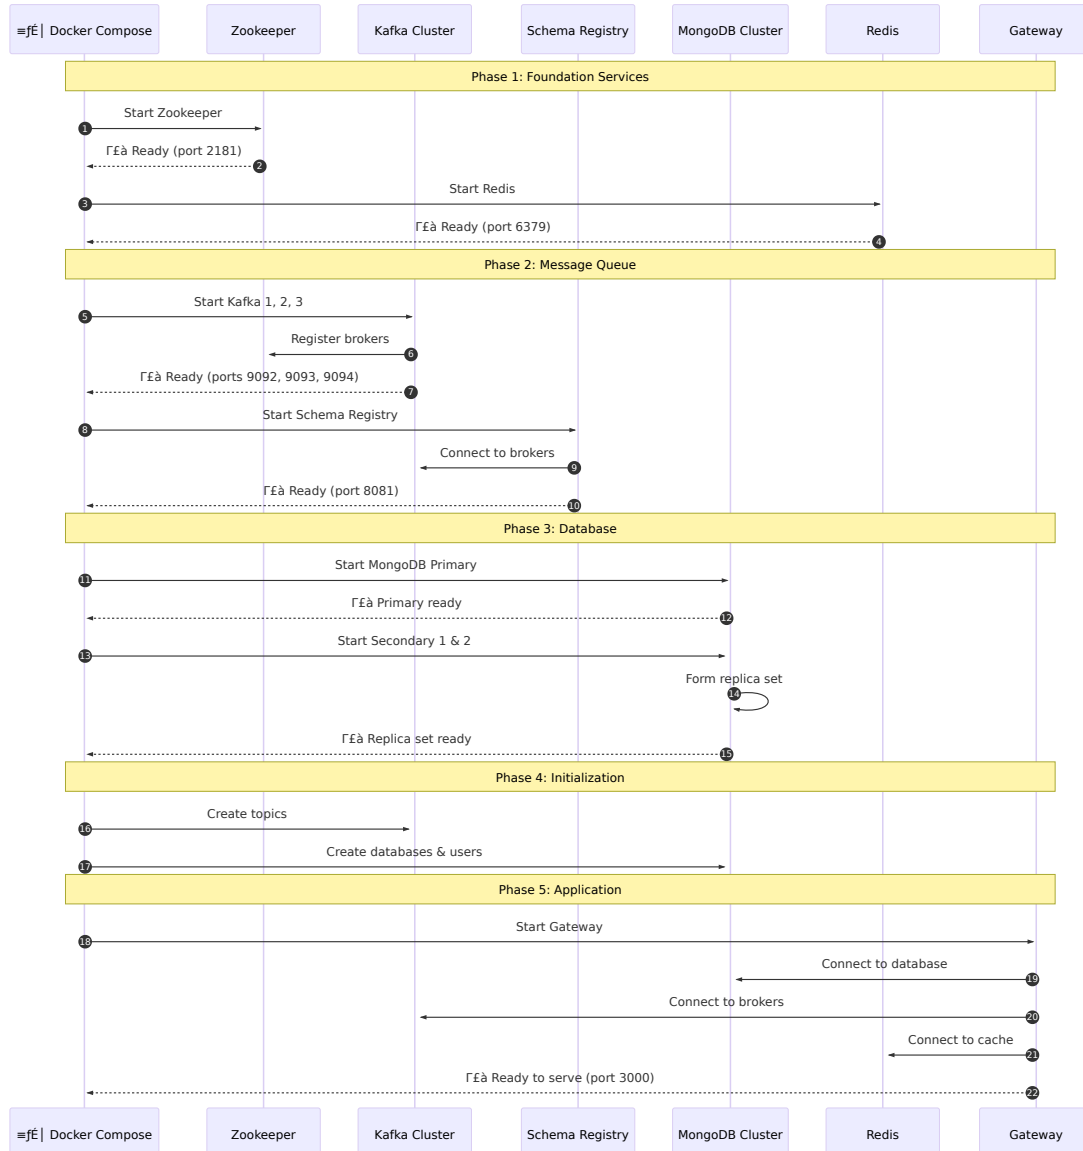 ≡ƒÉ│ Docker Compose
Zookeeper
Kafka Cluster
Schema Registry
MongoDB Cluster
Redis
Gateway
Phase 1: Foundation Services
Start Zookeeper
1
Γ£à Ready (port 2181)
2
Start Redis
3
Γ£à Ready (port 6379)
4
Phase 2: Message Queue
Start Kafka 1, 2, 3
5
Register brokers
6
Γ£à Ready (ports 9092, 9093, 9094)
7
Start Schema Registry
8
Connect to brokers
9
Γ£à Ready (port 8081)
10
Phase 3: Database
Start MongoDB Primary
11
Γ£à Primary ready
12
Start Secondary 1 & 2
13
Form replica set
14
Γ£à Replica set ready
15
Phase 4: Initialization
Create topics
16
Create databases & users
17
Phase 5: Application
Start Gateway
18
Connect to database
19
Connect to brokers
20
Connect to cache
21
Γ£à Ready to serve (port 3000)
22
≡ƒÉ│ Docker Compose
Zookeeper
Kafka Cluster
Schema Registry
MongoDB Cluster
Redis
Gateway